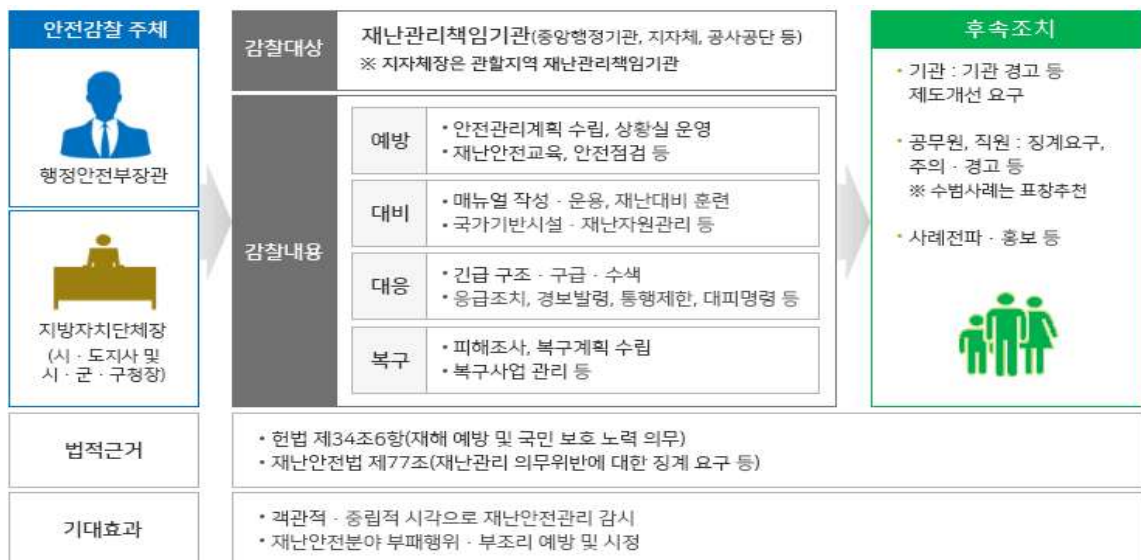 안전감찰 주체
행정안전부장관
지방자치단체장
(시 · 도지사 및
시 · 군 · 구청장)
감찰대상
재난관리책임기관(중앙행정기관, 지자체, 공사공단 등)
※ 지자체장은 관할지역 재난관리책임기관
감찰내용
예방
• 안전관리계획 수립, 상황실 운영
• 재난안전교육, 안전점검 등
대비
• 매뉴얼 작성 · 운용, 재난대비 훈련
• 국가기반시설 · 재난자원관리 등
대응
• 긴급 구조 · 구급 · 수색
• 응급조치, 경보발령, 통행제한, 대피명령 등
복구
• 피해조사, 복구계획 수립
• 복구사업 관리 등
후속조치
• 기관 : 기관 경고 등
제도개선 요구
• 공무원, 직원 : 징계요구,
주의 · 경고 등
※ 수범사례는 표창추천
• 사례전파 · 홍보 등
법적근거
• 헌법 제34조6항(재해 예방 및 국민 보호 노력 의무)
• 재난안전법 제77조(재난관리 의무위반에 대한 징계 요구 등)
기대효과
• 객관적 · 중립적 시각으로 재난안전관리 감시
• 재난안전분야 부패행위 · 부조리 예방 및 시정